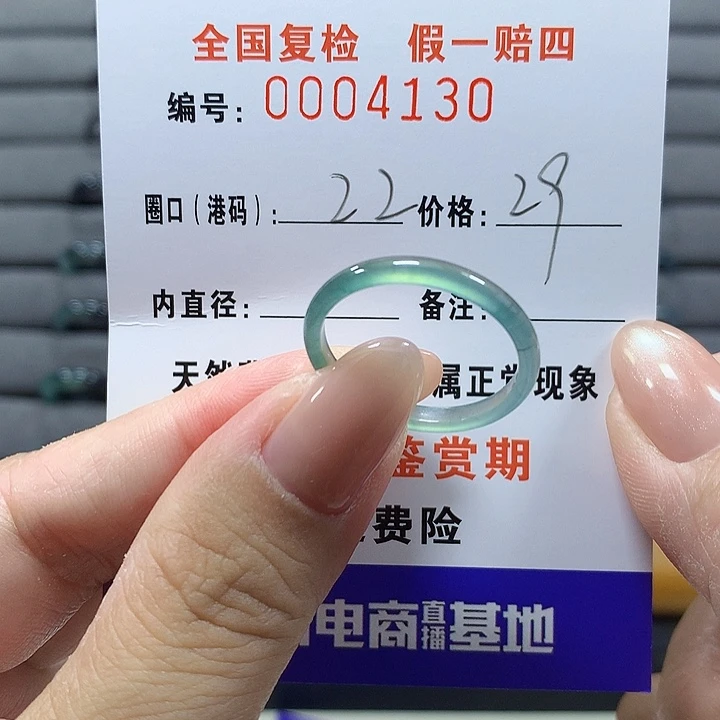 全国复检 假一赔四
编号: 0004130
圈口(港码): 22 价格: 29
内直径: 备注:
天然 属正常现象
鉴赏期
费险
电商直播基地